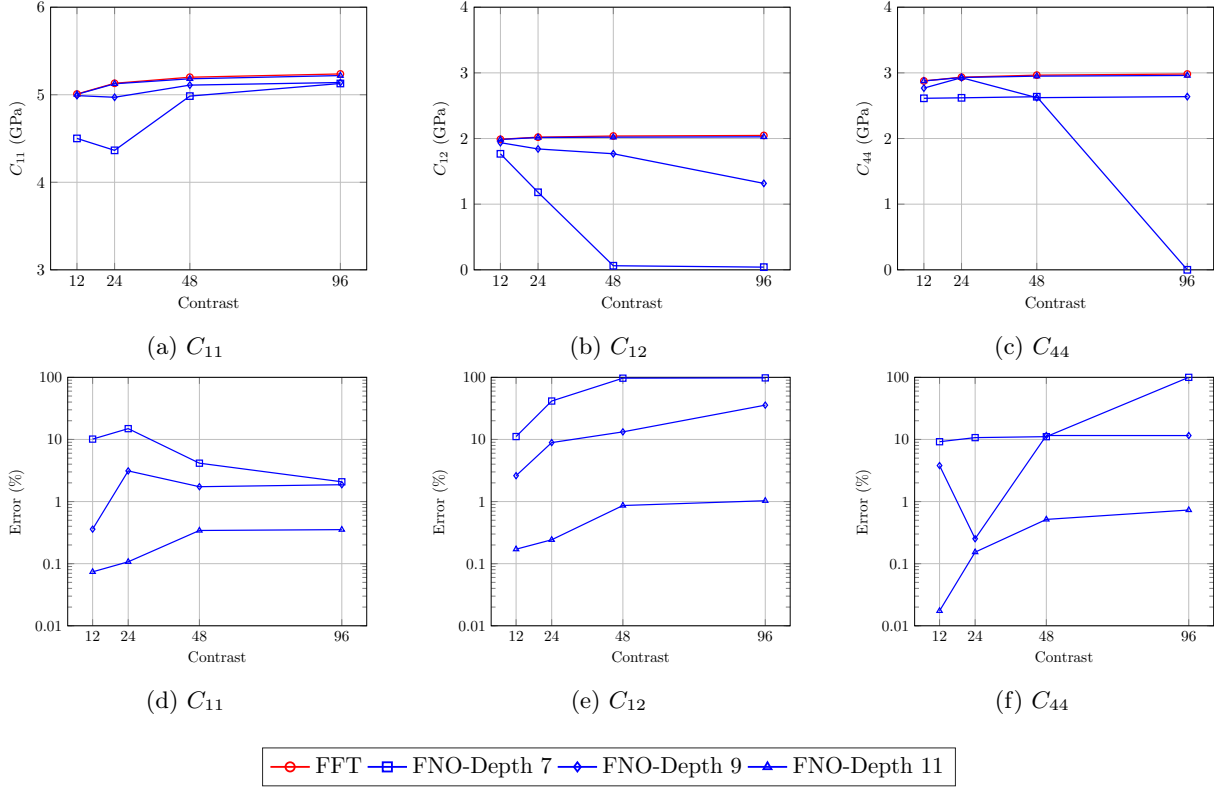 6
5
4
3
C11 (GPa)
12 24 48 96
Contrast
(a) C11
3
2
1
0
C12 (GPa)
12 24 48 96
Contrast
(b) C12
4
3
2
1
0
C44 (GPa)
12 24 48 96
Contrast
(c) C44
100
10
1
0.1
0.01
Error (%)
12 24 48 96
Contrast
(d) C11
100
10
1
0.1
0.01
Error (%)
12 24 48 96
Contrast
(e) C12
100
10
1
0.1
0.01
Error (%)
12 24 48 96
Contrast
(f) C44
FFT FNO-Depth 7 FNO-Depth 9 FNO-Depth 11